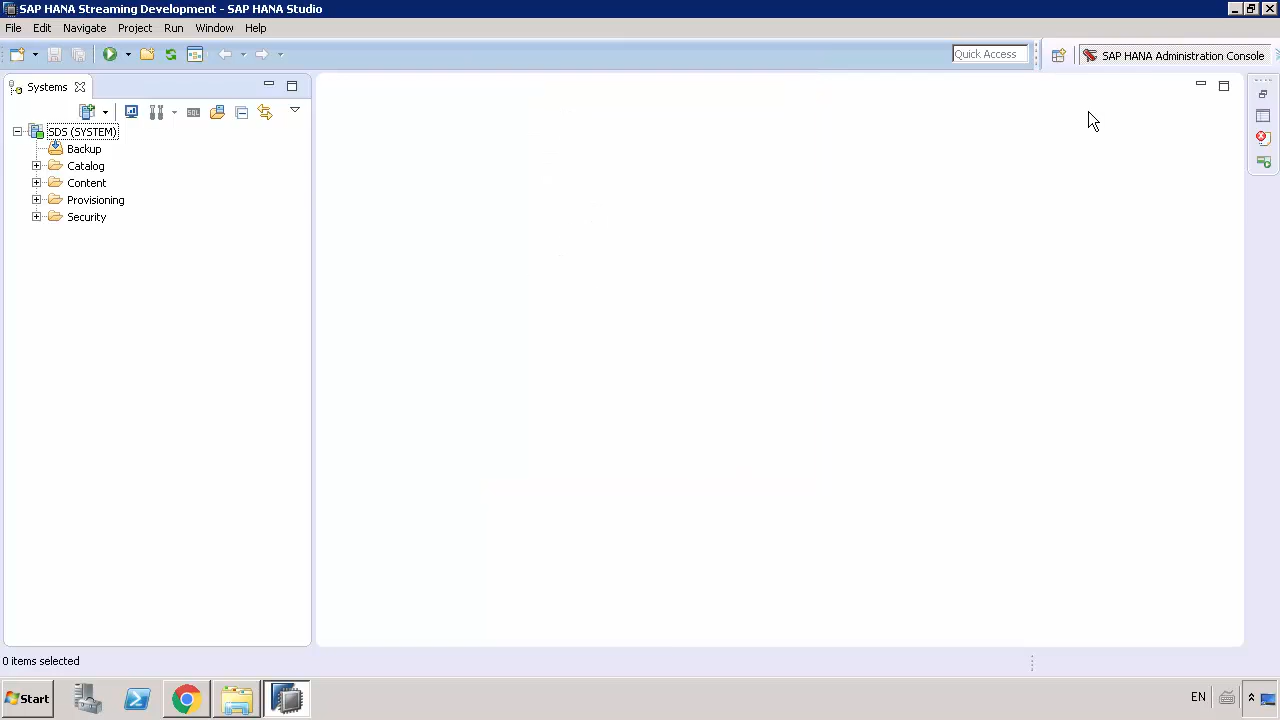 SAP HANA Streaming Development - SAP HANA Studio
File Edit Navigate Project Run Window Help
Quick Access
SAP HANA Administration Console
Systems
SQL
SDS (SYSTEM)
Backup
Catalog
Content
Provisioning
Security
0 items selected
Start
EN